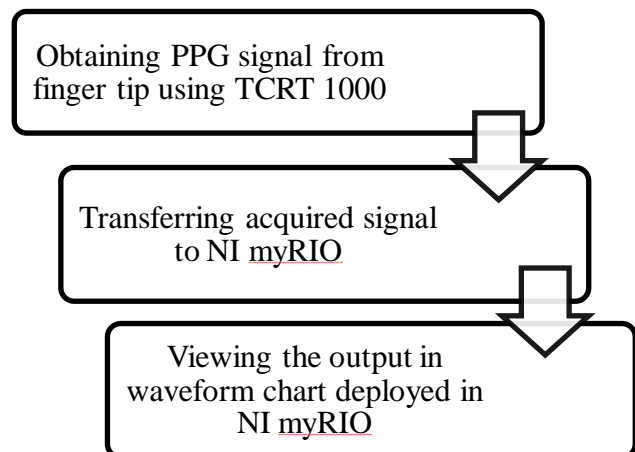 Obtaining PPG signal from
finger tip using TCRT 1000
Transferring acquired signal
to NI myRIO
Viewing the output in
waveform chart deployed in
NI myRIO